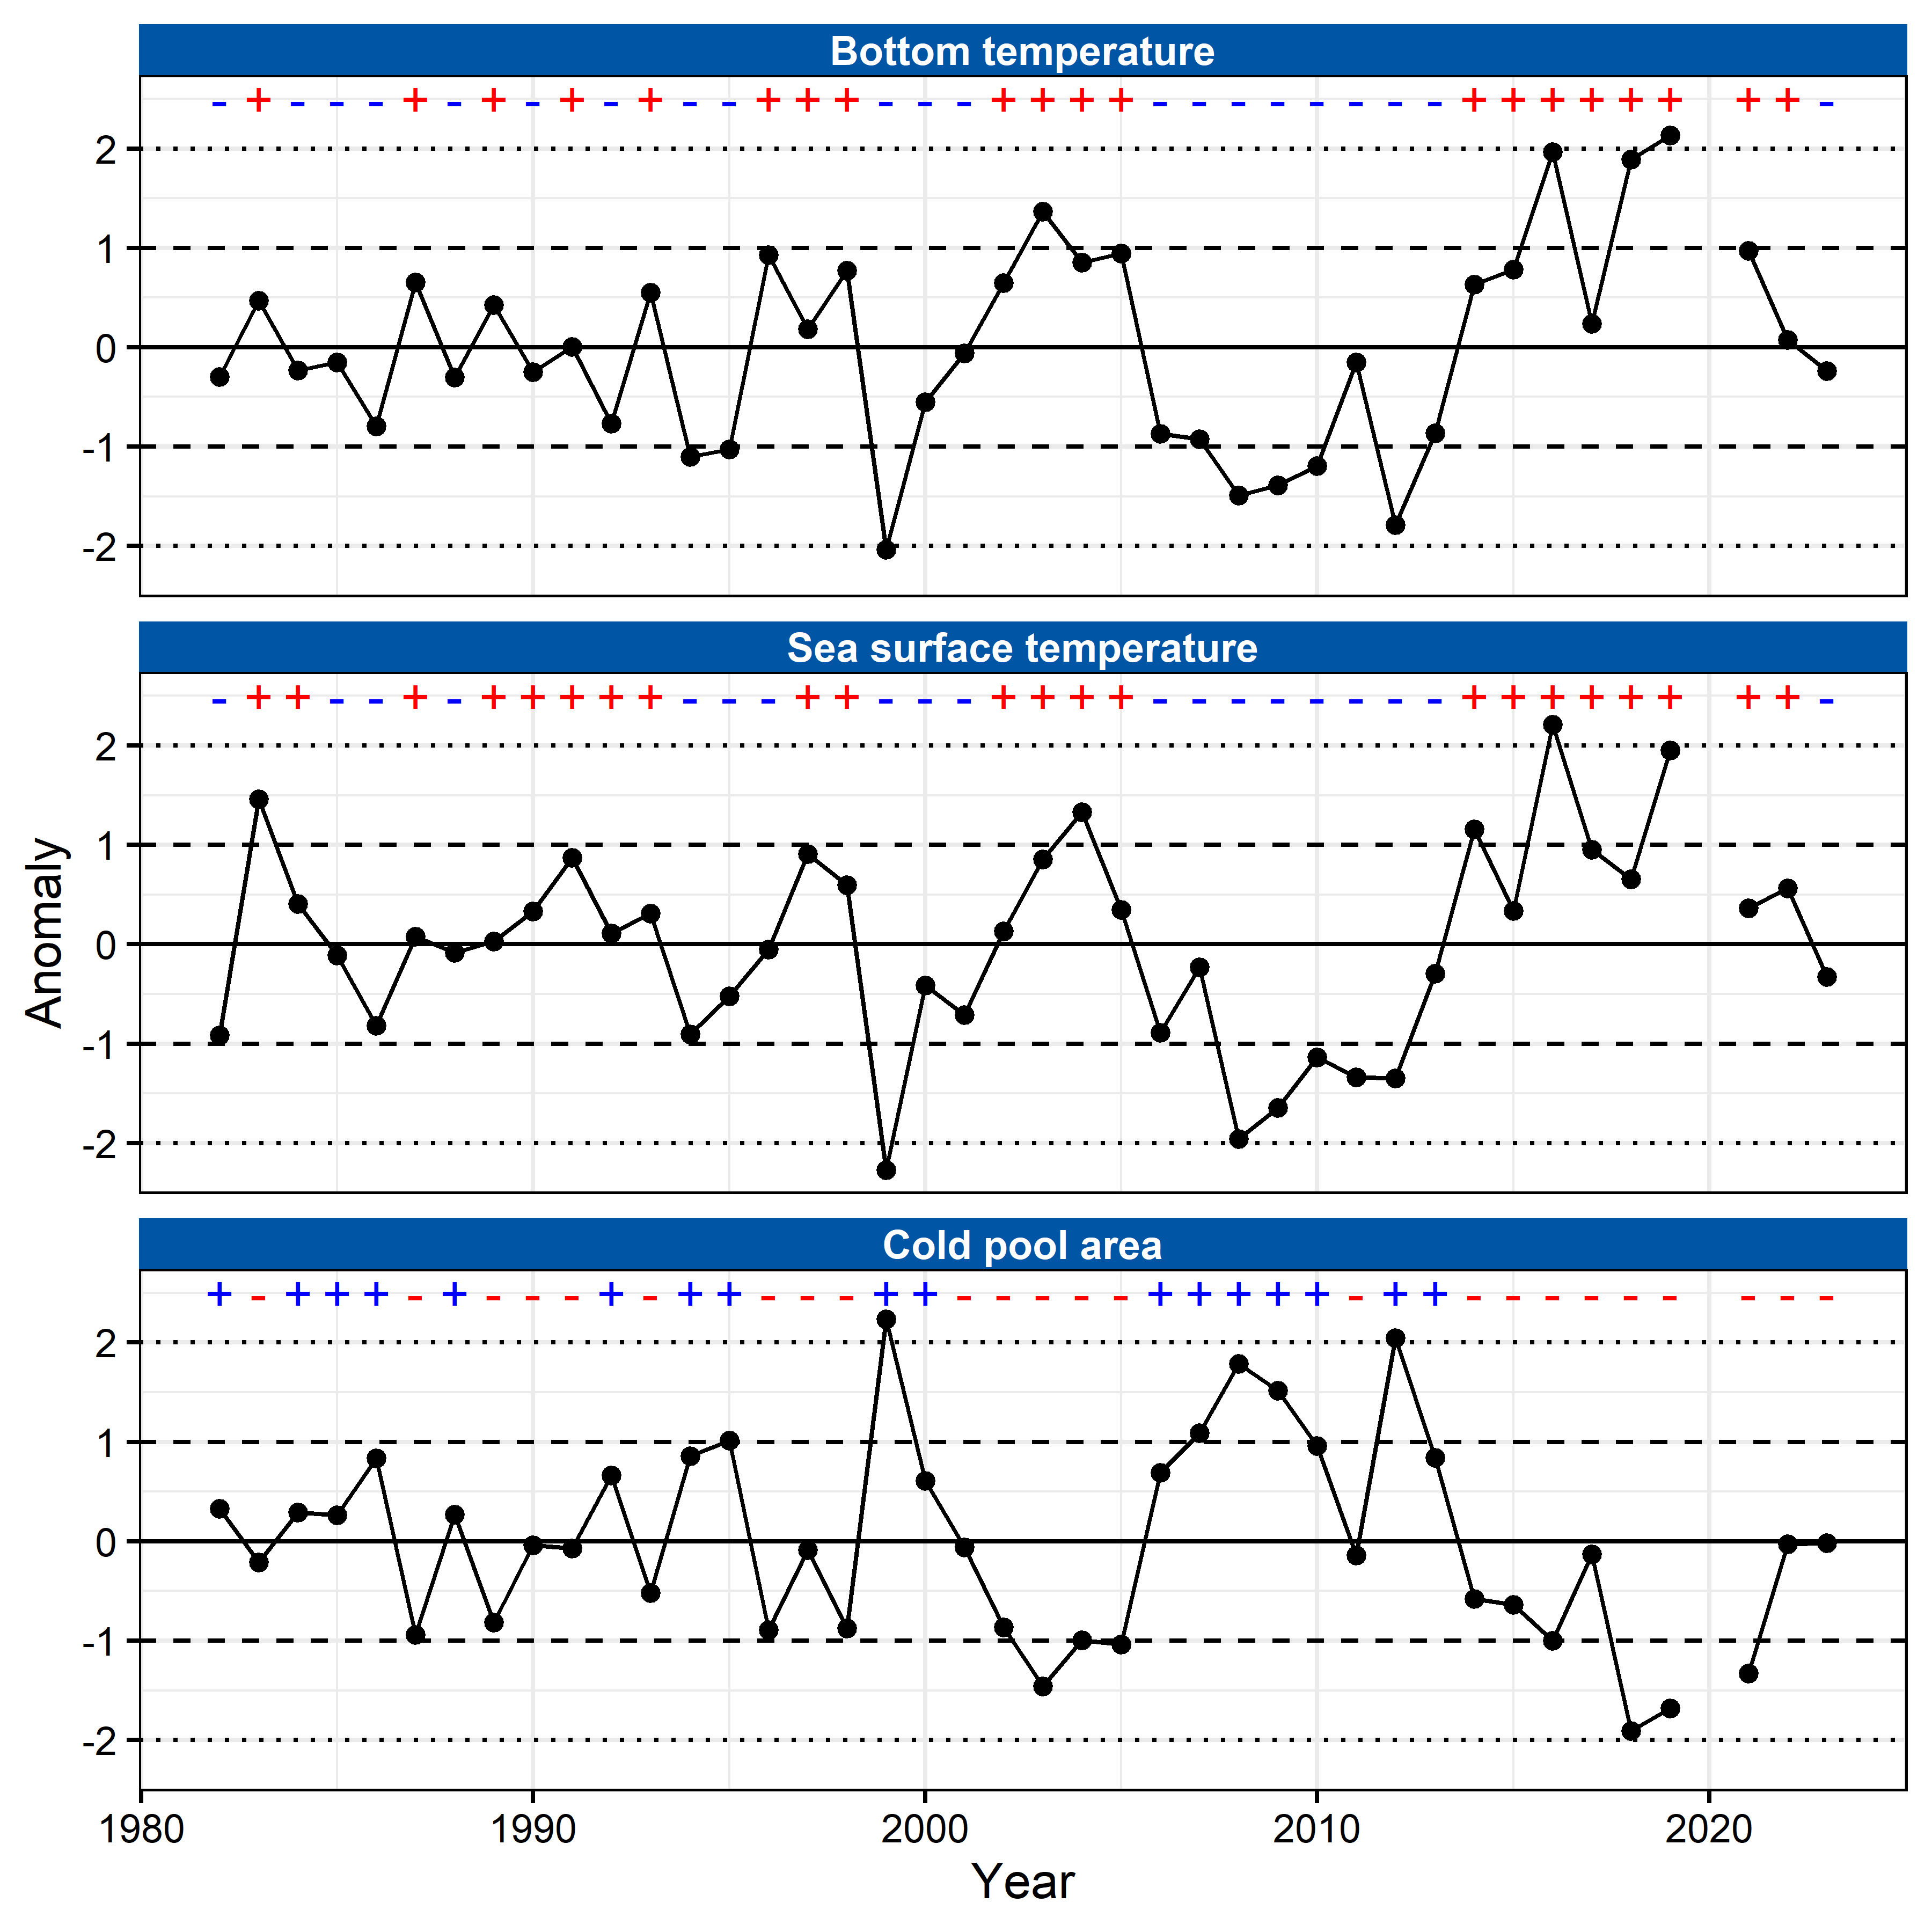 Bottom temperature
- + - - - + - + - + - + - - + + + - - - + + + + - - - - - - - - + + + + + + + + -
2
1
0
-1
-2
Sea surface temperature
- + + - - + - + + + + + - - - + + - - - + + + + - - - - - - - - + + + + + + + + -
2
1
0
-1
-2
Anomaly
Cold pool area
+ - + + + - + - - - + - + + - - - + + - - - - - + + + + + - + + - - - - - - - - -
2
1
0
-1
-2
1980 1990 2000 2010 2020
Year